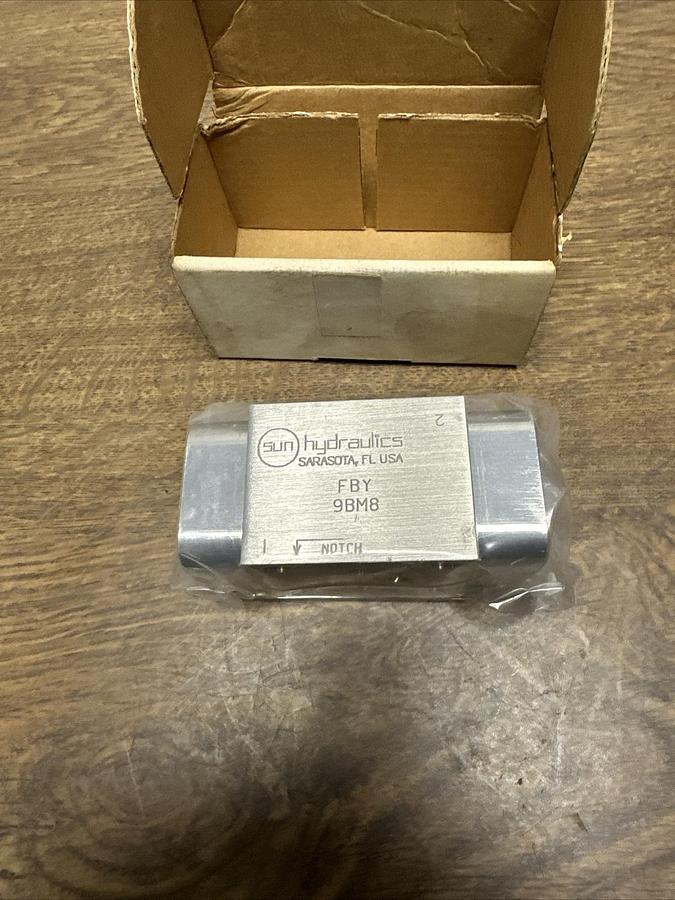 2
sun hydraulics
SARASOTA, FL USA
FBY
9BM8
1 NOTCH